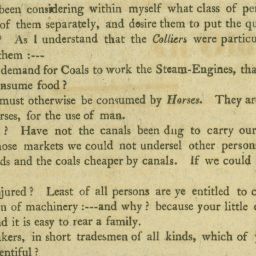 been considering within myself what class of per
of them separately, and desire them to put the qu
? As I understand that the Colliers were particu
them :---
demand for Coals to work the Steam-Engines, tha
nsume food?
must otherwise be consumed by Horses. They ar
rses, for the use of man.
? Have not the canals been dug to carry our
hose markets we could not undersel other person
ds and the coals cheaper by canals. If we could
jured? Least of all persons are ye entitled to c
n of machinery :---and why? because your little
d it is easy to rear a family.
kers, in short tradesmen of all kinds, which of
entiful?